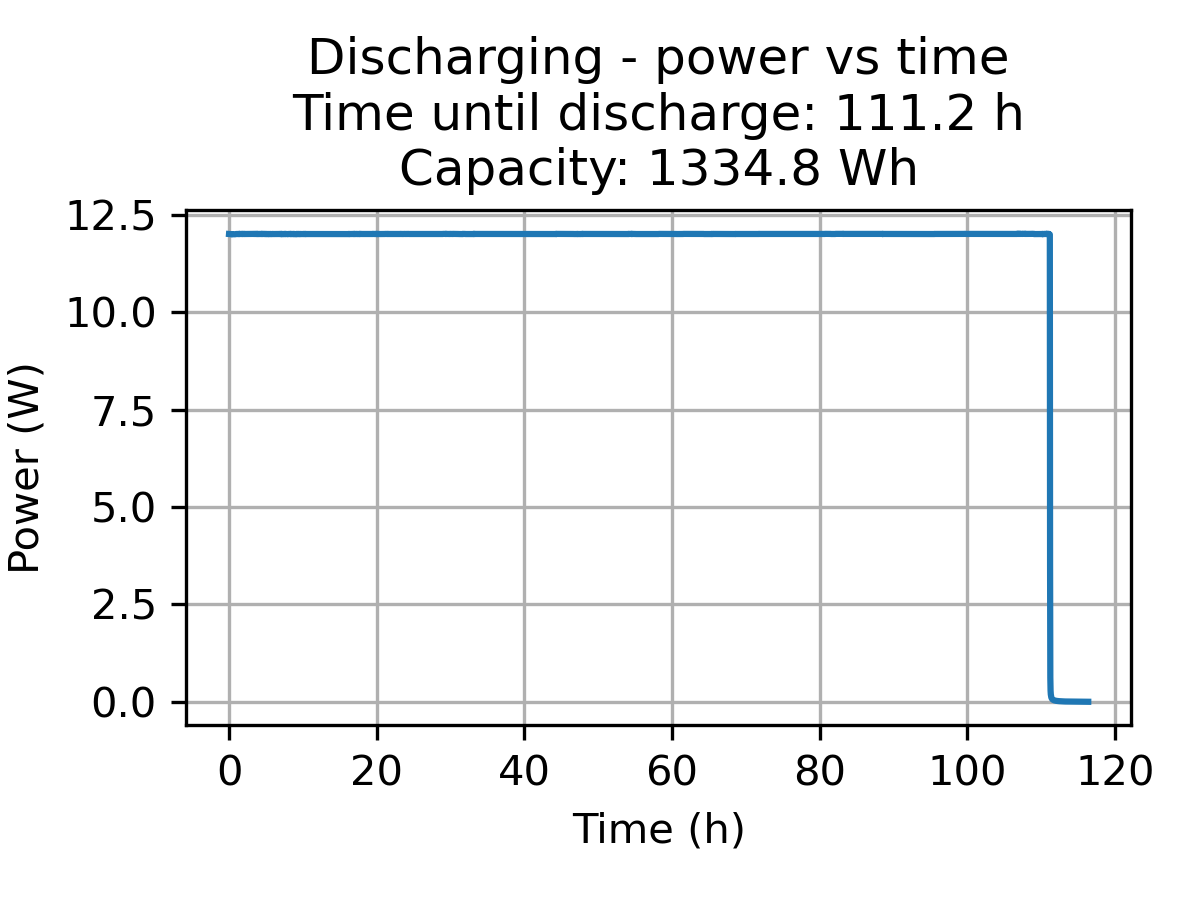 Discharging - power vs time
Time until discharge: 111.2 h
Capacity: 1334.8 Wh
12.5
10.0
7.5
5.0
2.5
0.0
Power (W)
0 20 40 60 80 100 120
Time (h)